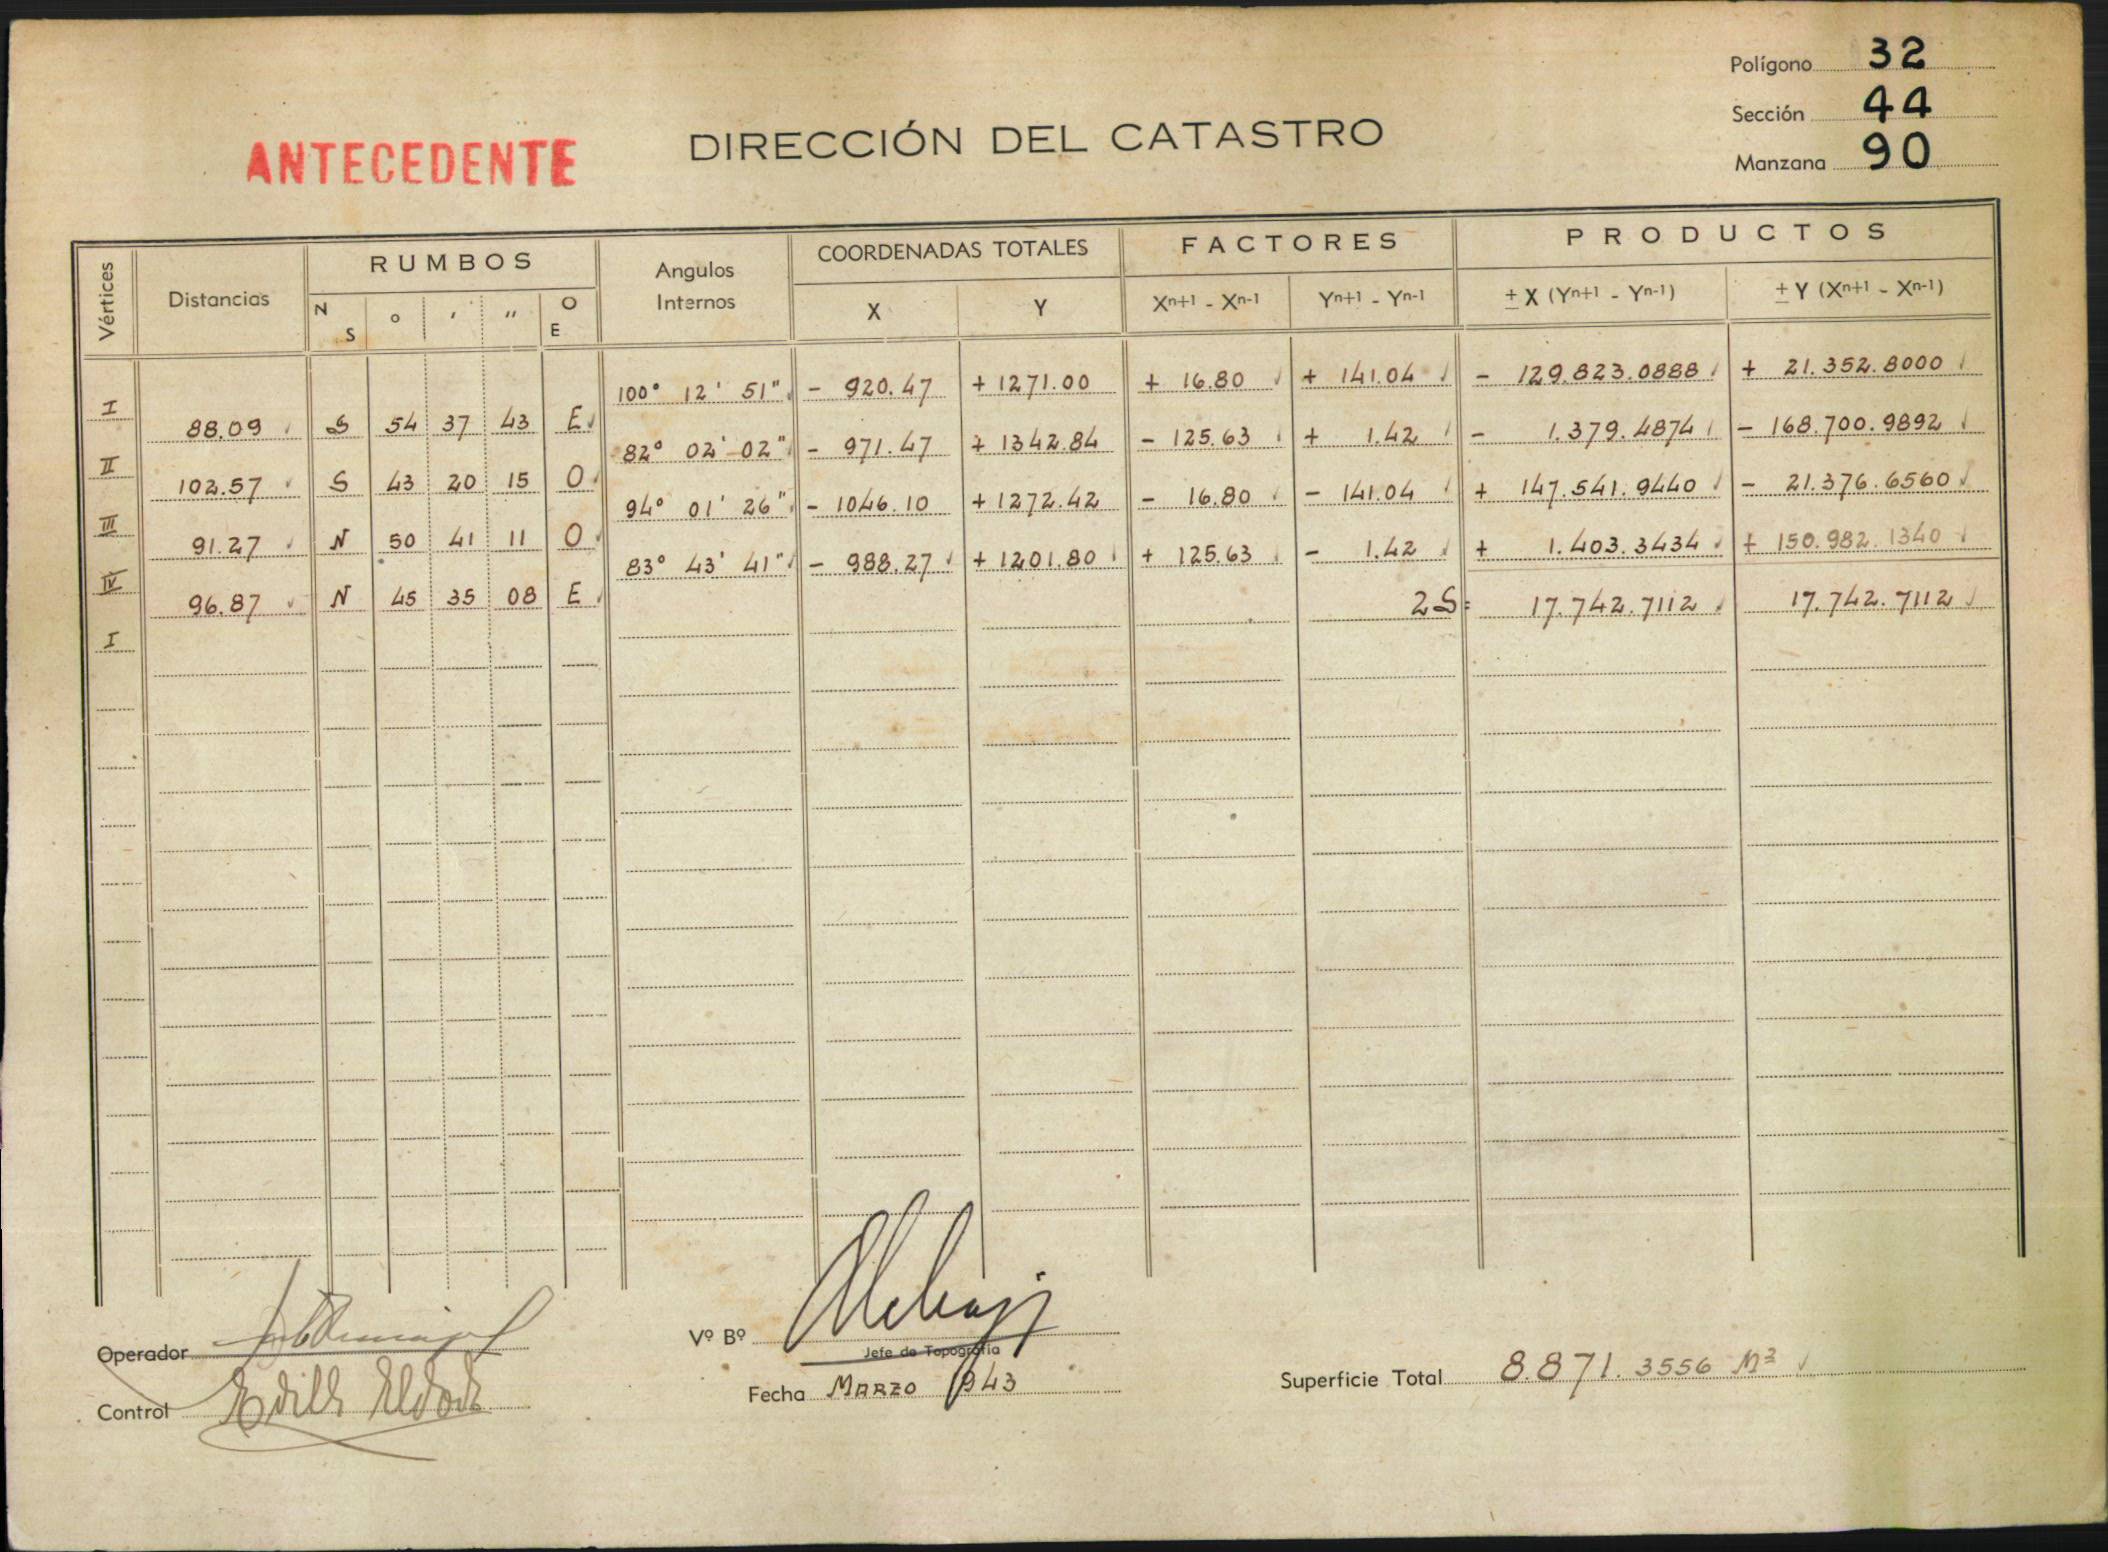 Polígono 32
Sección 44
Manzana 90
ANTECEDENTE
DIRECCIÓN DEL CATASTRO
Vértices Distancias RUMBOS Angulos Internos COORDENADAS TOTALES FACTORES PRODUCTOS
N S ° ' " O E X Y Xn+1 - Xn-1 Yn+1 - Yn-1 ± X (Yn+1 - Yn-1) ± Y (Xn+1 - Xn-1)
I 100° 12' 51" - 920.47 + 1271.00 + 16.80 + 141.04 - 129.823.0888 + 21.352.8000
88.09 S 54 37 43 E
II 82° 02' 02" - 971.47 + 1342.84 - 125.63 + 1.42 - 1.379.4874 - 168.700.9892
102.57 S 43 20 15 O
III 94° 01' 26" - 1046.10 + 1272.42 - 16.80 - 141.04 + 147.541.9440 - 21.376.6560
91.27 N 50 41 11 O
IV 83° 43' 41" - 988.27 + 1201.80 + 125.63 - 1.42 + 1.403.3434 + 150.982.1340
96.87 N 45 35 08 E
2S = 17.742.7112 17.742.7112
I
Operador
Vº Bº
Jefe de Topografía
Control
Fecha MARZO 1943
Superficie Total 8.871.3556 M²